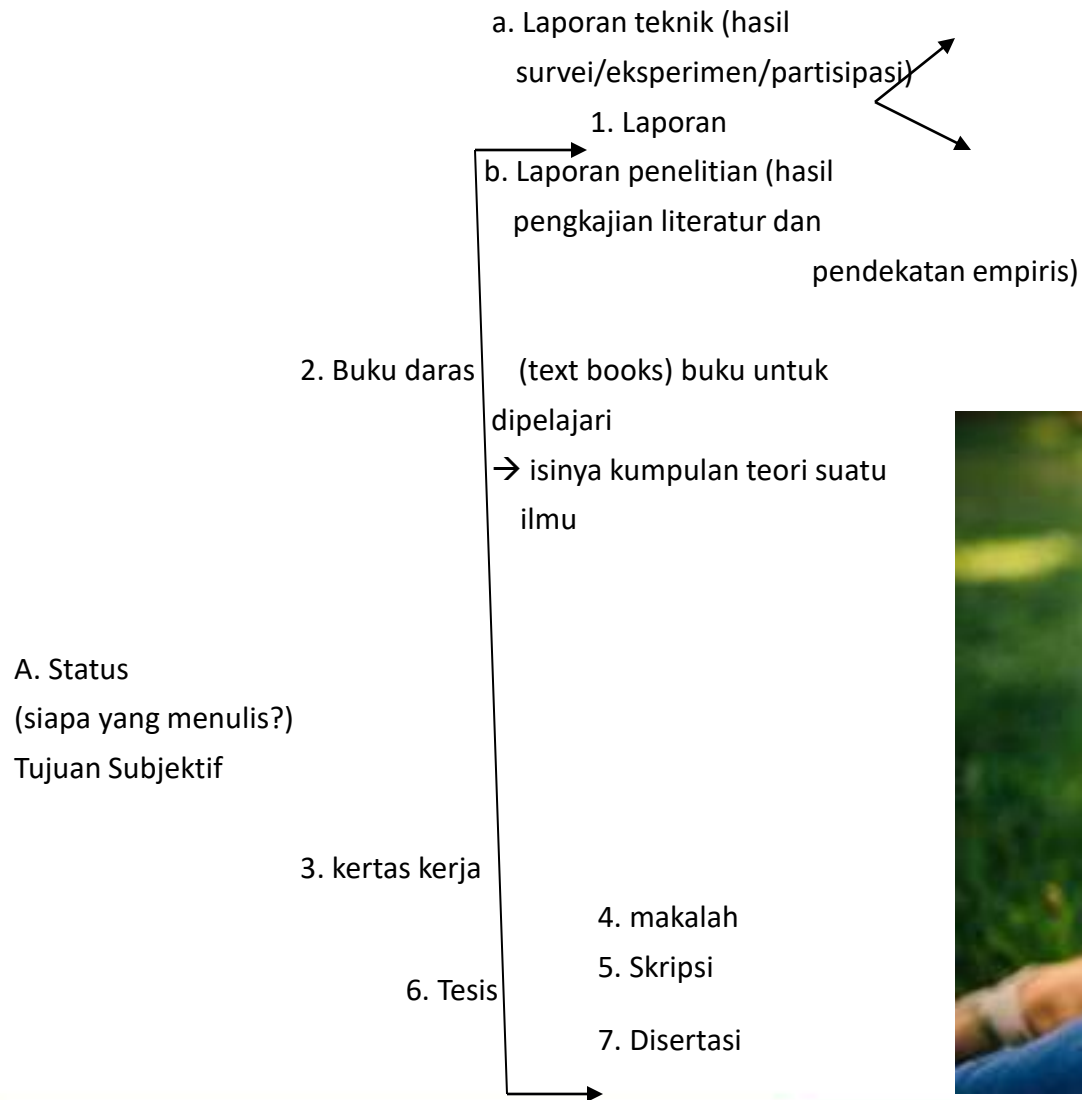 a. Laporan teknik (hasil
survei/eksperimen/partisipasi)
1. Laporan
b. Laporan penelitian (hasil
pengkajian literatur dan
pendekatan empiris)
2. Buku daras (text books) buku untuk
dipelajari
→ isinya kumpulan teori suatu
ilmu
A. Status
(siapa yang menulis?)
Tujuan Subjektif
3. kertas kerja
4. makalah
5. Skripsi
6. Tesis
7. Disertasi